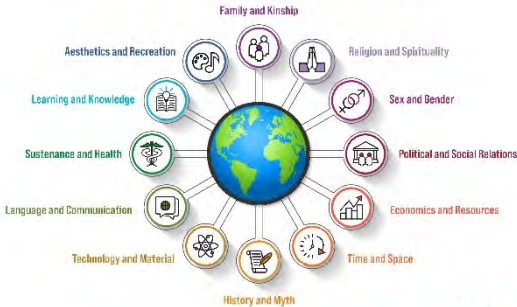 Family and Kinship
Aesthetics and Recreation
Religion and Spirituality
Learning and Knowledge
Sex and Gender
Sustenance and Health
Political and Social Relations
Language and Communication
Economics and Resources
Technology and Material
Time and Space
History and Myth